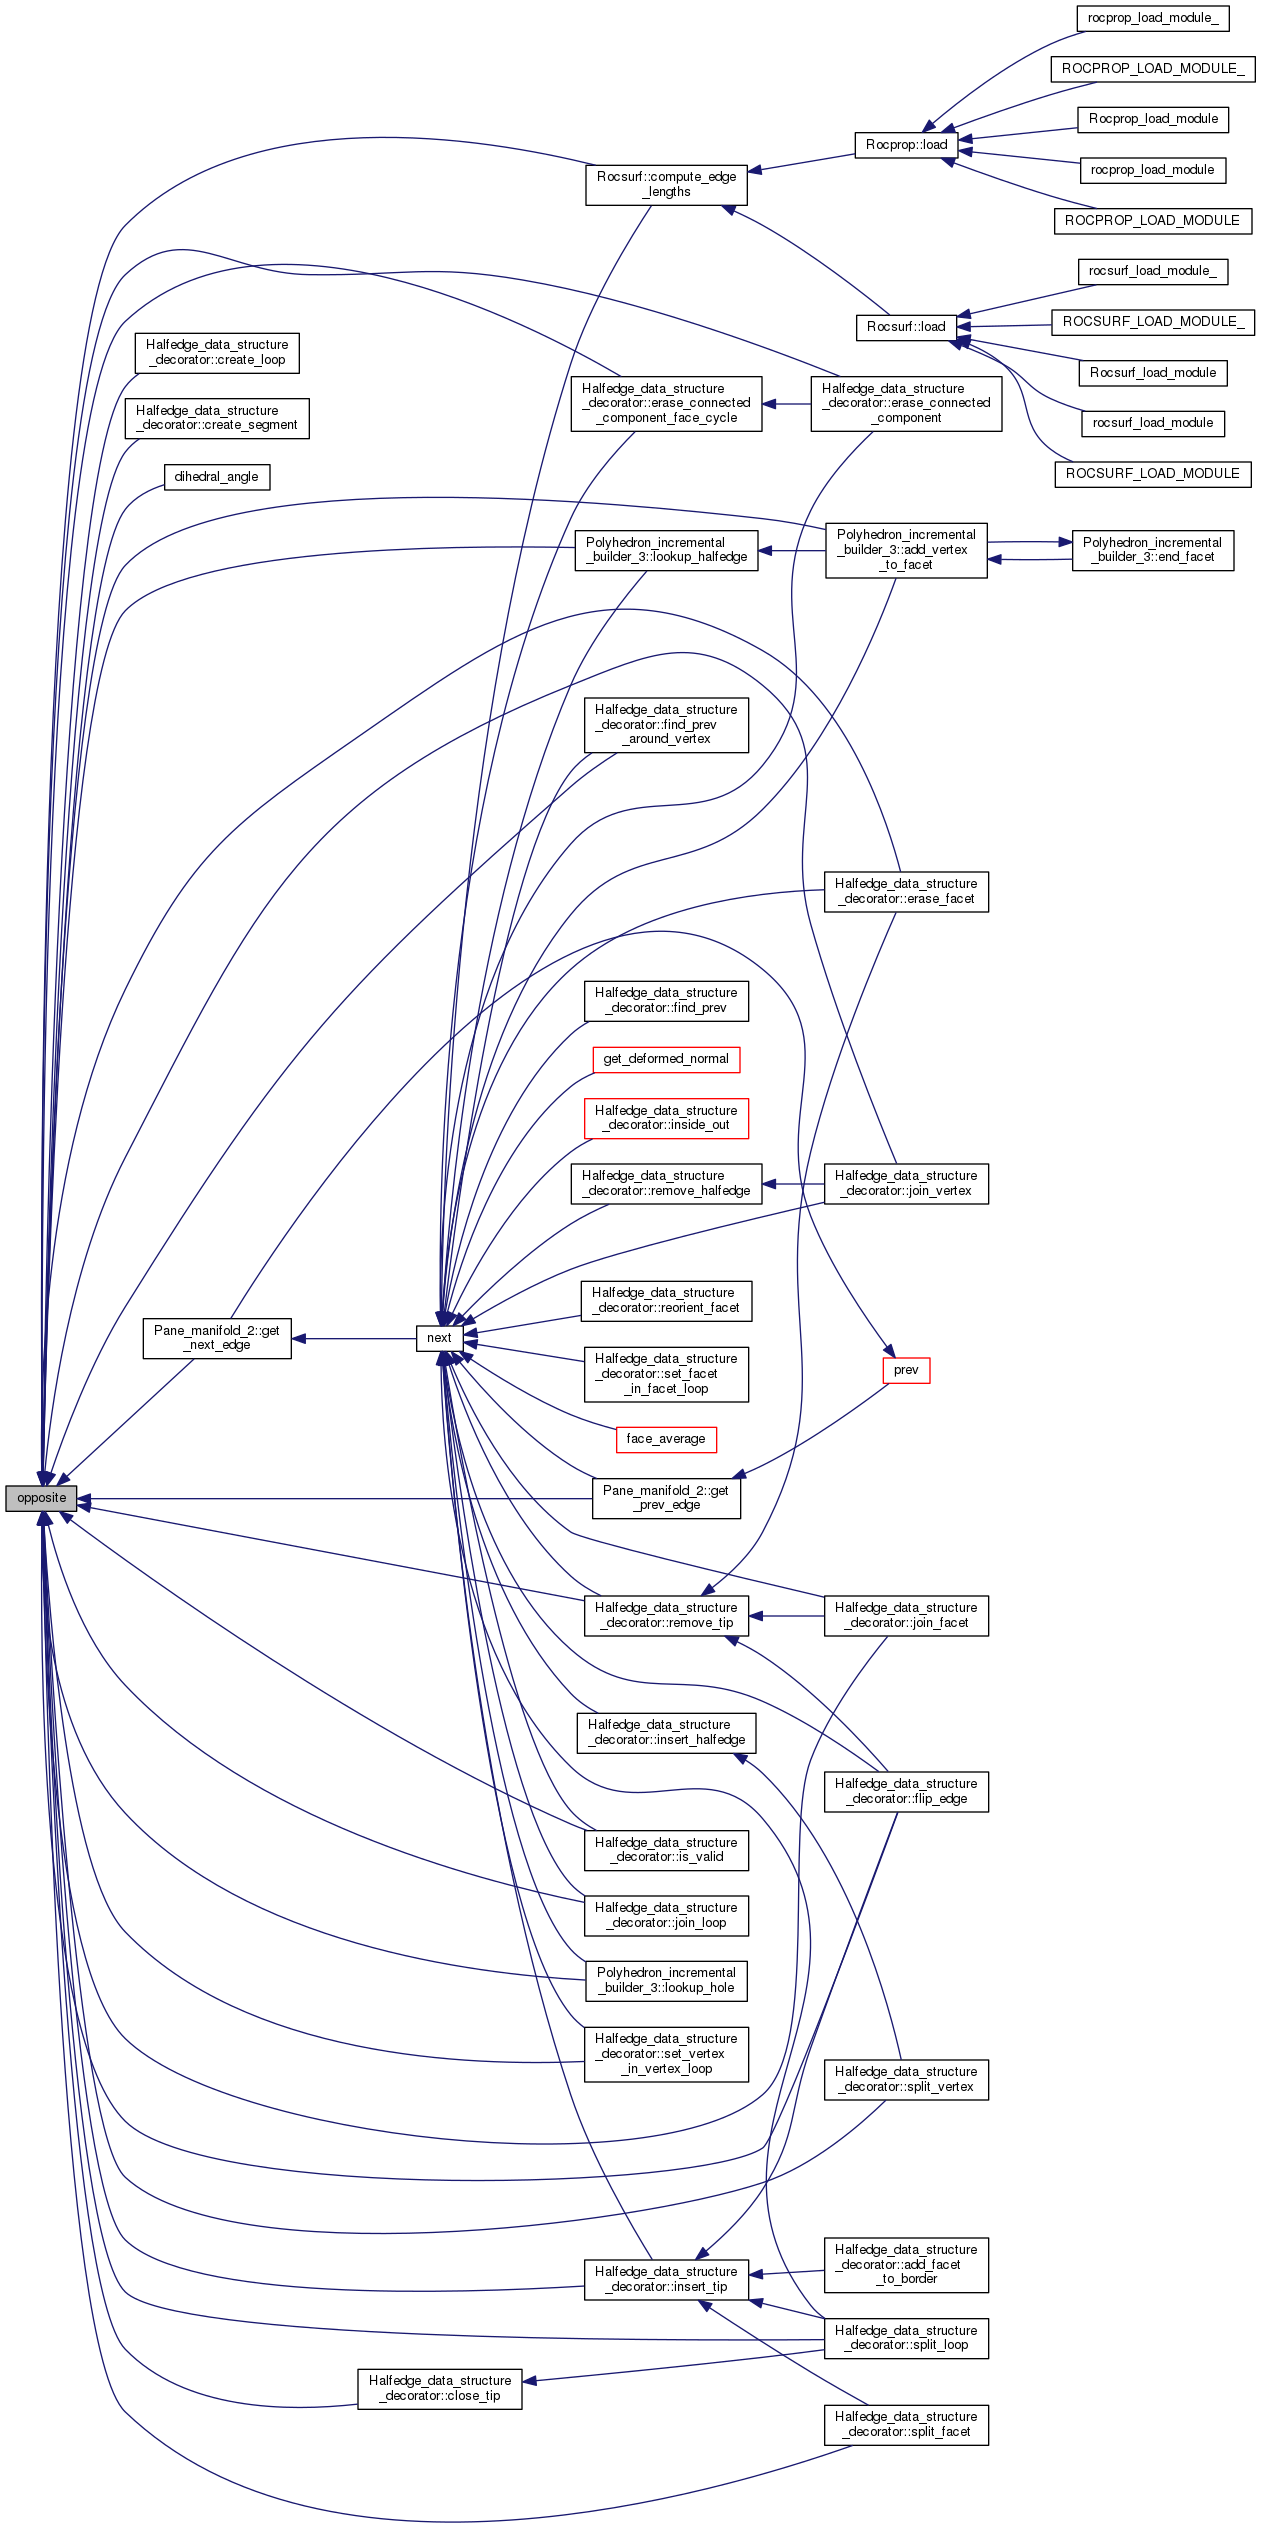 rocprop_load_module_
ROCPROP_LOAD_MODULE_
Rocprop_load_module
Rocprop::load
rocprop_load_module
Rocsurf::compute_edge
_lengths
ROCPROP_LOAD_MODULE
rocsurf_load_module_
ROCSURF_LOAD_MODULE_
Rocsurf::load
Halfedge_data_structure
_decorator::create_loop
Rocsurf_load_module
Halfedge_data_structure
_decorator::erase_connected
_component_face_cycle
Halfedge_data_structure
_decorator::erase_connected
_component
Halfedge_data_structure
_decorator::create_segment
rocsurf_load_module
dihedral_angle
ROCSURF_LOAD_MODULE
Polyhedron_incremental
_builder_3::lookup_halfedge
Polyhedron_incremental
_builder_3::add_vertex
_to_facet
Polyhedron_incremental
_builder_3::end_facet
Halfedge_data_structure
_decorator::find_prev
_around_vertex
Halfedge_data_structure
_decorator::erase_facet
Halfedge_data_structure
_decorator::find_prev
get_deformed_normal
Halfedge_data_structure
_decorator::inside_out
Halfedge_data_structure
_decorator::remove_halfedge
Halfedge_data_structure
_decorator::join_vertex
Halfedge_data_structure
_decorator::reorient_facet
Pane_manifold_2::get
_next_edge
next
Halfedge_data_structure
_decorator::set_facet
_in_facet_loop
prev
face_average
opposite
Pane_manifold_2::get
_prev_edge
Halfedge_data_structure
_decorator::remove_tip
Halfedge_data_structure
_decorator::join_facet
Halfedge_data_structure
_decorator::insert_halfedge
Halfedge_data_structure
_decorator::flip_edge
Halfedge_data_structure
_decorator::is_valid
Halfedge_data_structure
_decorator::join_loop
Polyhedron_incremental
_builder_3::lookup_hole
Halfedge_data_structure
_decorator::set_vertex
_in_vertex_loop
Halfedge_data_structure
_decorator::split_vertex
Halfedge_data_structure
_decorator::add_facet
_to_border
Halfedge_data_structure
_decorator::insert_tip
Halfedge_data_structure
_decorator::split_loop
Halfedge_data_structure
_decorator::close_tip
Halfedge_data_structure
_decorator::split_facet